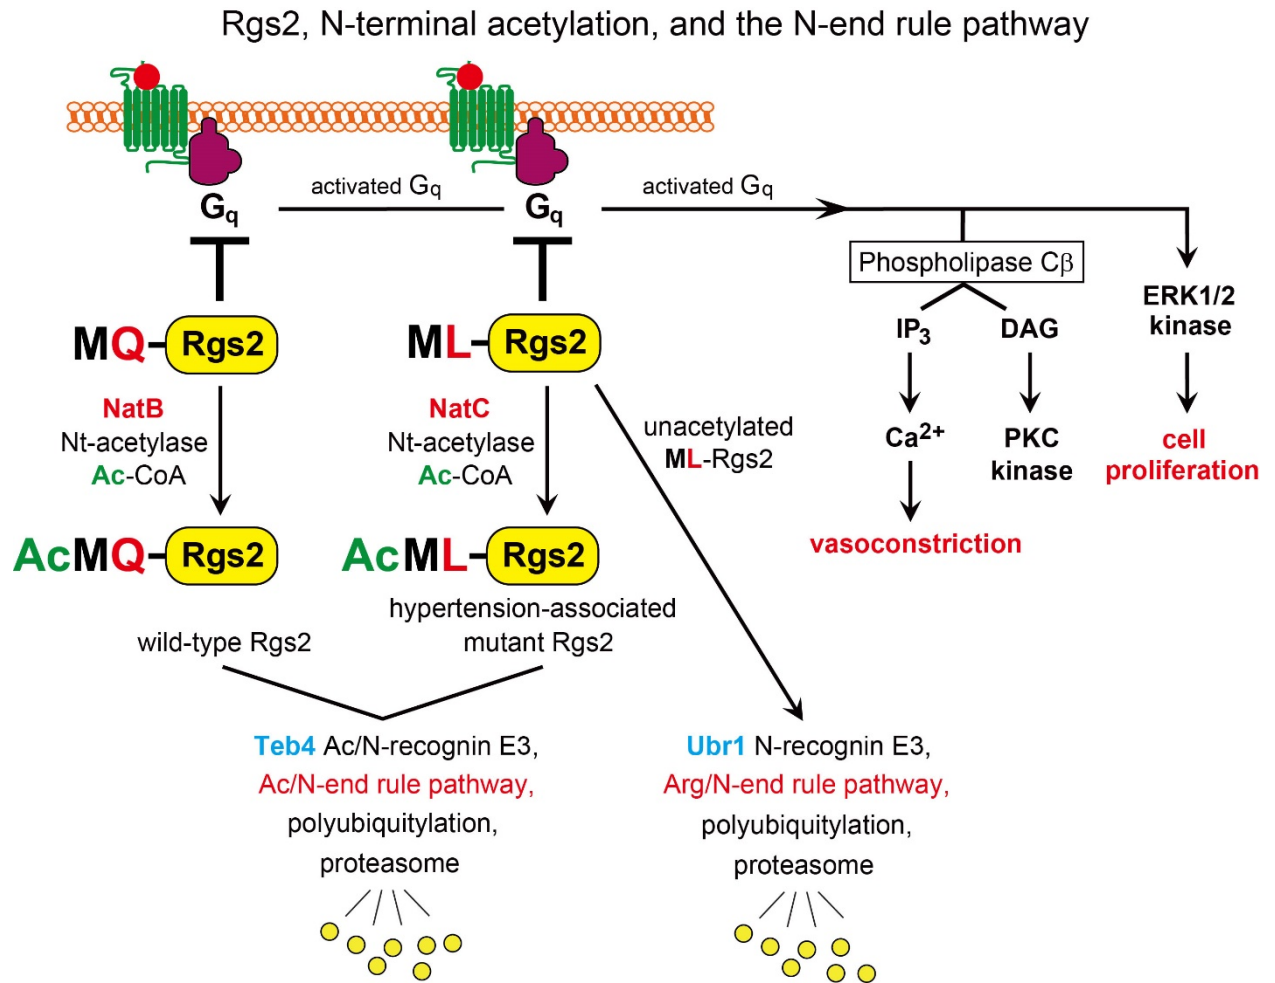 Rgs2, N-terminal acetylation, and the N-end rule pathway
activated Gq
activated Gq
Gq
Gq
Phospholipase Cβ
IP3
DAG
ERK1/2
kinase
Ca2+
PKC
kinase
cell
proliferation
vasoconstriction
MQ-Rgs2
ML-Rgs2
NatB
Nt-acetylase
Ac-CoA
NatC
Nt-acetylase
Ac-CoA
unacetylated
ML-Rgs2
AcMQ-Rgs2
AcML-Rgs2
wild-type Rgs2
hypertension-associated
mutant Rgs2
Teb4 Ac/N-recognin E3,
Ac/N-end rule pathway,
polyubiquitylation,
proteasome
Ubr1 N-recognin E3,
Arg/N-end rule pathway,
polyubiquitylation,
proteasome